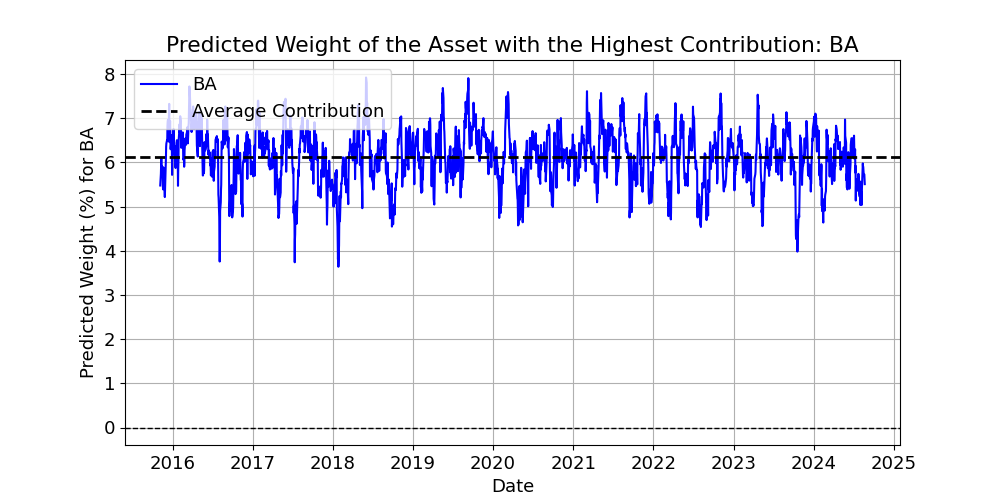 Predicted Weight of the Asset with the Highest Contribution: BA
BA
Average Contribution
Predicted Weight (%) for BA
8
7
6
5
4
3
2
1
0
2016 2017 2018 2019 2020 2021 2022 2023 2024 2025
Date